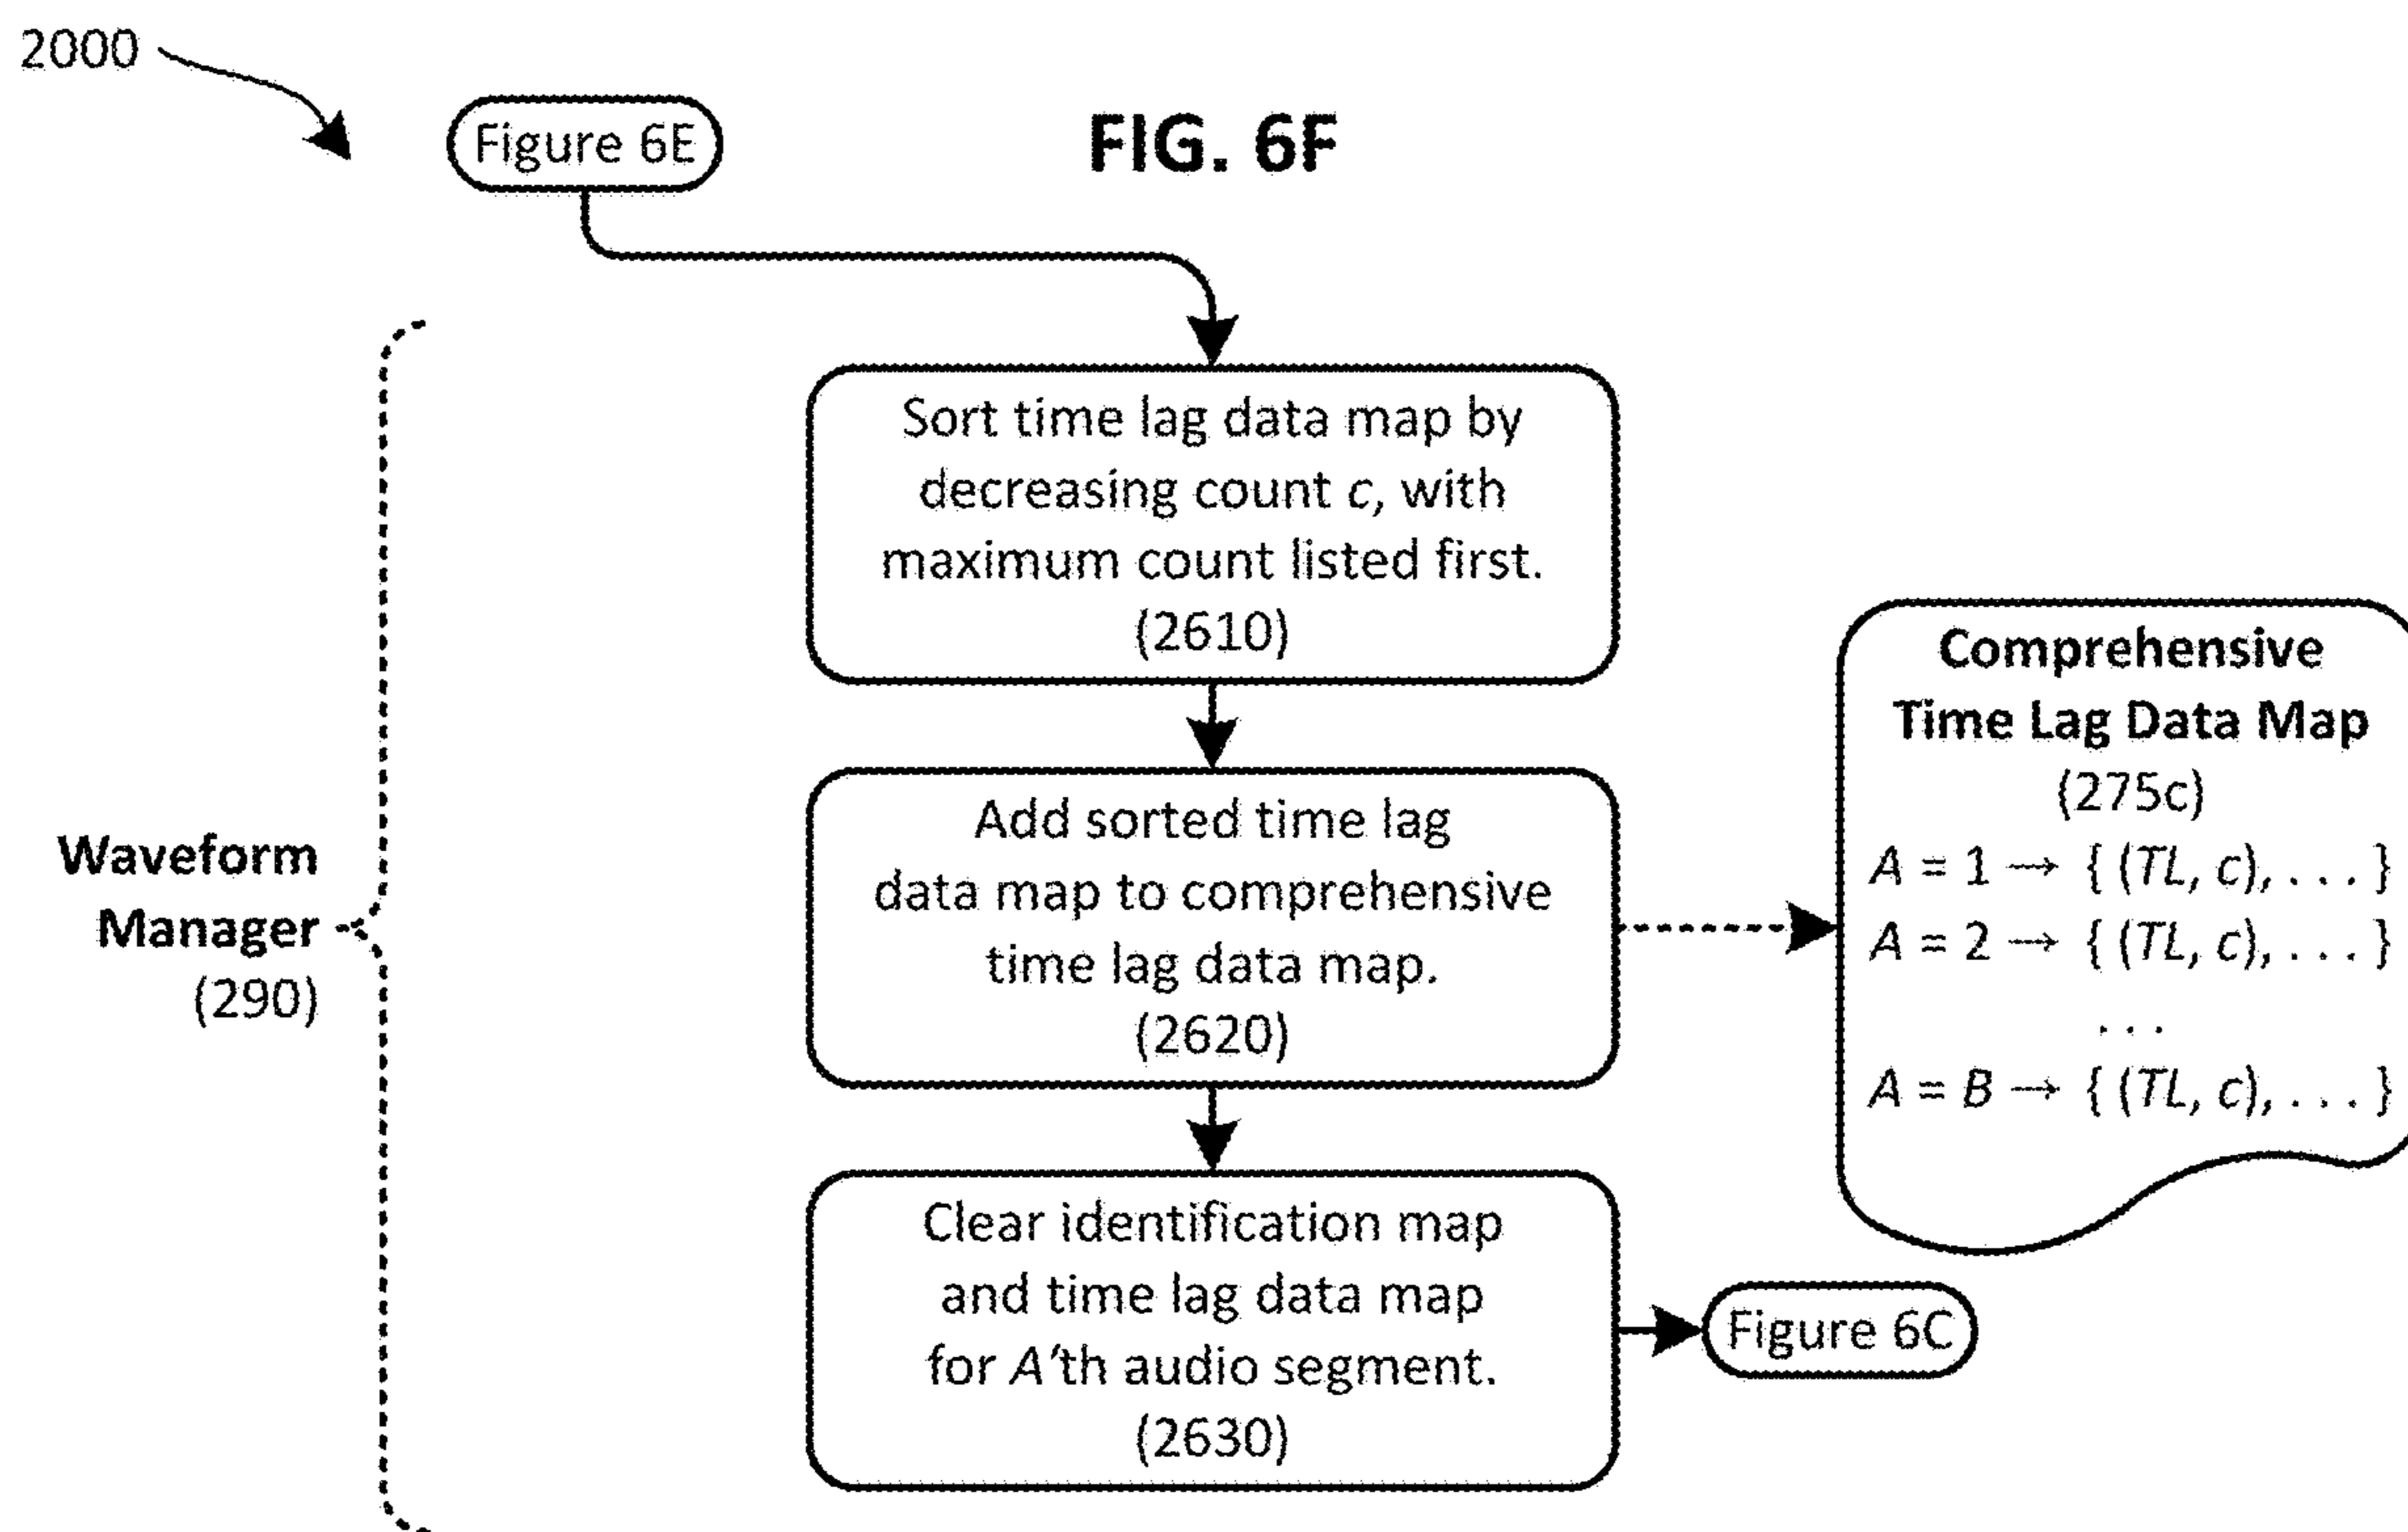 2000
Figure 6E
FIG. 6F
Sort time lag data map by
decreasing count c, with
maximum count listed first.
(2610)
Add sorted time lag
data map to comprehensive
time lag data map.
(2620)
Clear identification map
and time lag data map
for A'th audio segment.
(2630)
Waveform
Manager
(290)
Comprehensive
Time Lag Data Map
(275c)
A = 1 → { (TL, c), . . . }
A = 2 → { (TL, c), . . . }
. . .
A = B → { (TL, c), . . . }
Figure 6C